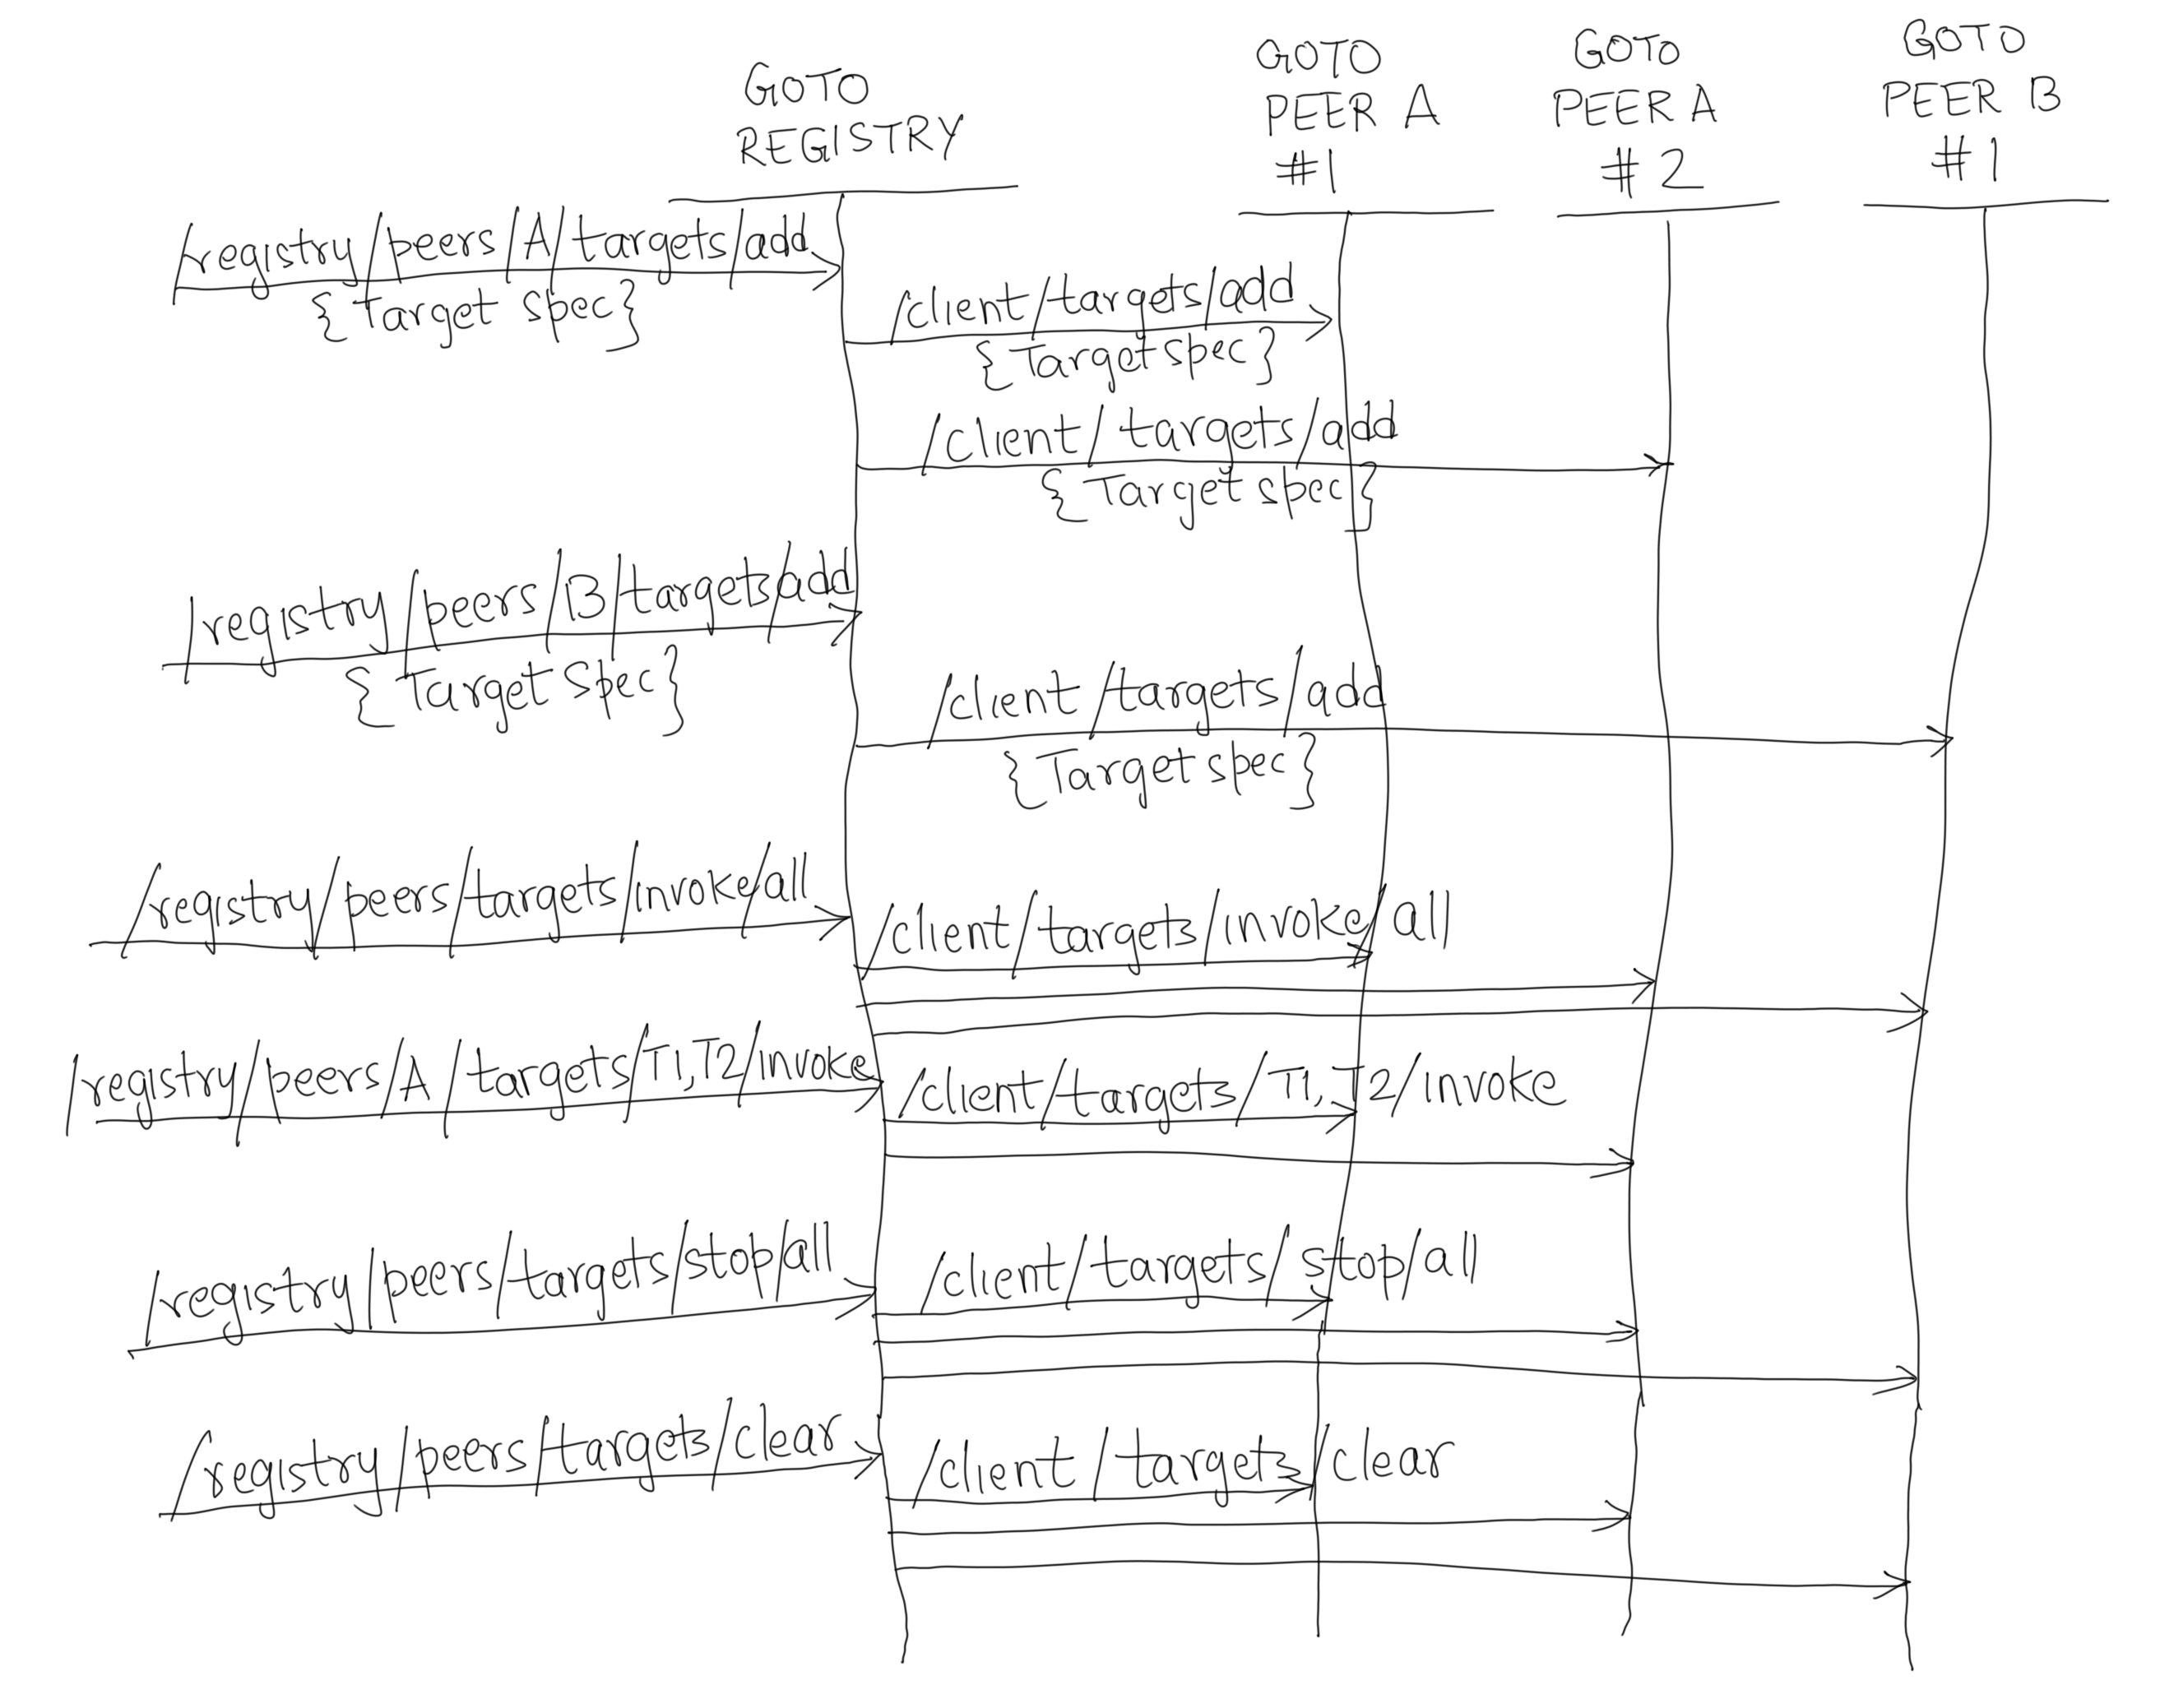 GOTO
REGISTRY
GOTO
PEER A
#1
GOTO
PEER A
#2
GOTO
PEER B
#1
/registry/peers/A/targets/add
{Target spec}
/client/targets/add
{Target spec}
/client/targets/add
{Target spec}
/registry/peers/B/targets/add
{Target spec}
/client/targets/add
{Target spec}
/registry/peers/targets/invoke/all
/client/targets/invoke/all
/registry/peers/A/targets/T1,T2/invoke
/client/targets/T1,T2/invoke
/registry/peers/targets/stop/all
/client/targets/stop/all
/registry/peers/targets/clear
/client/targets/clear